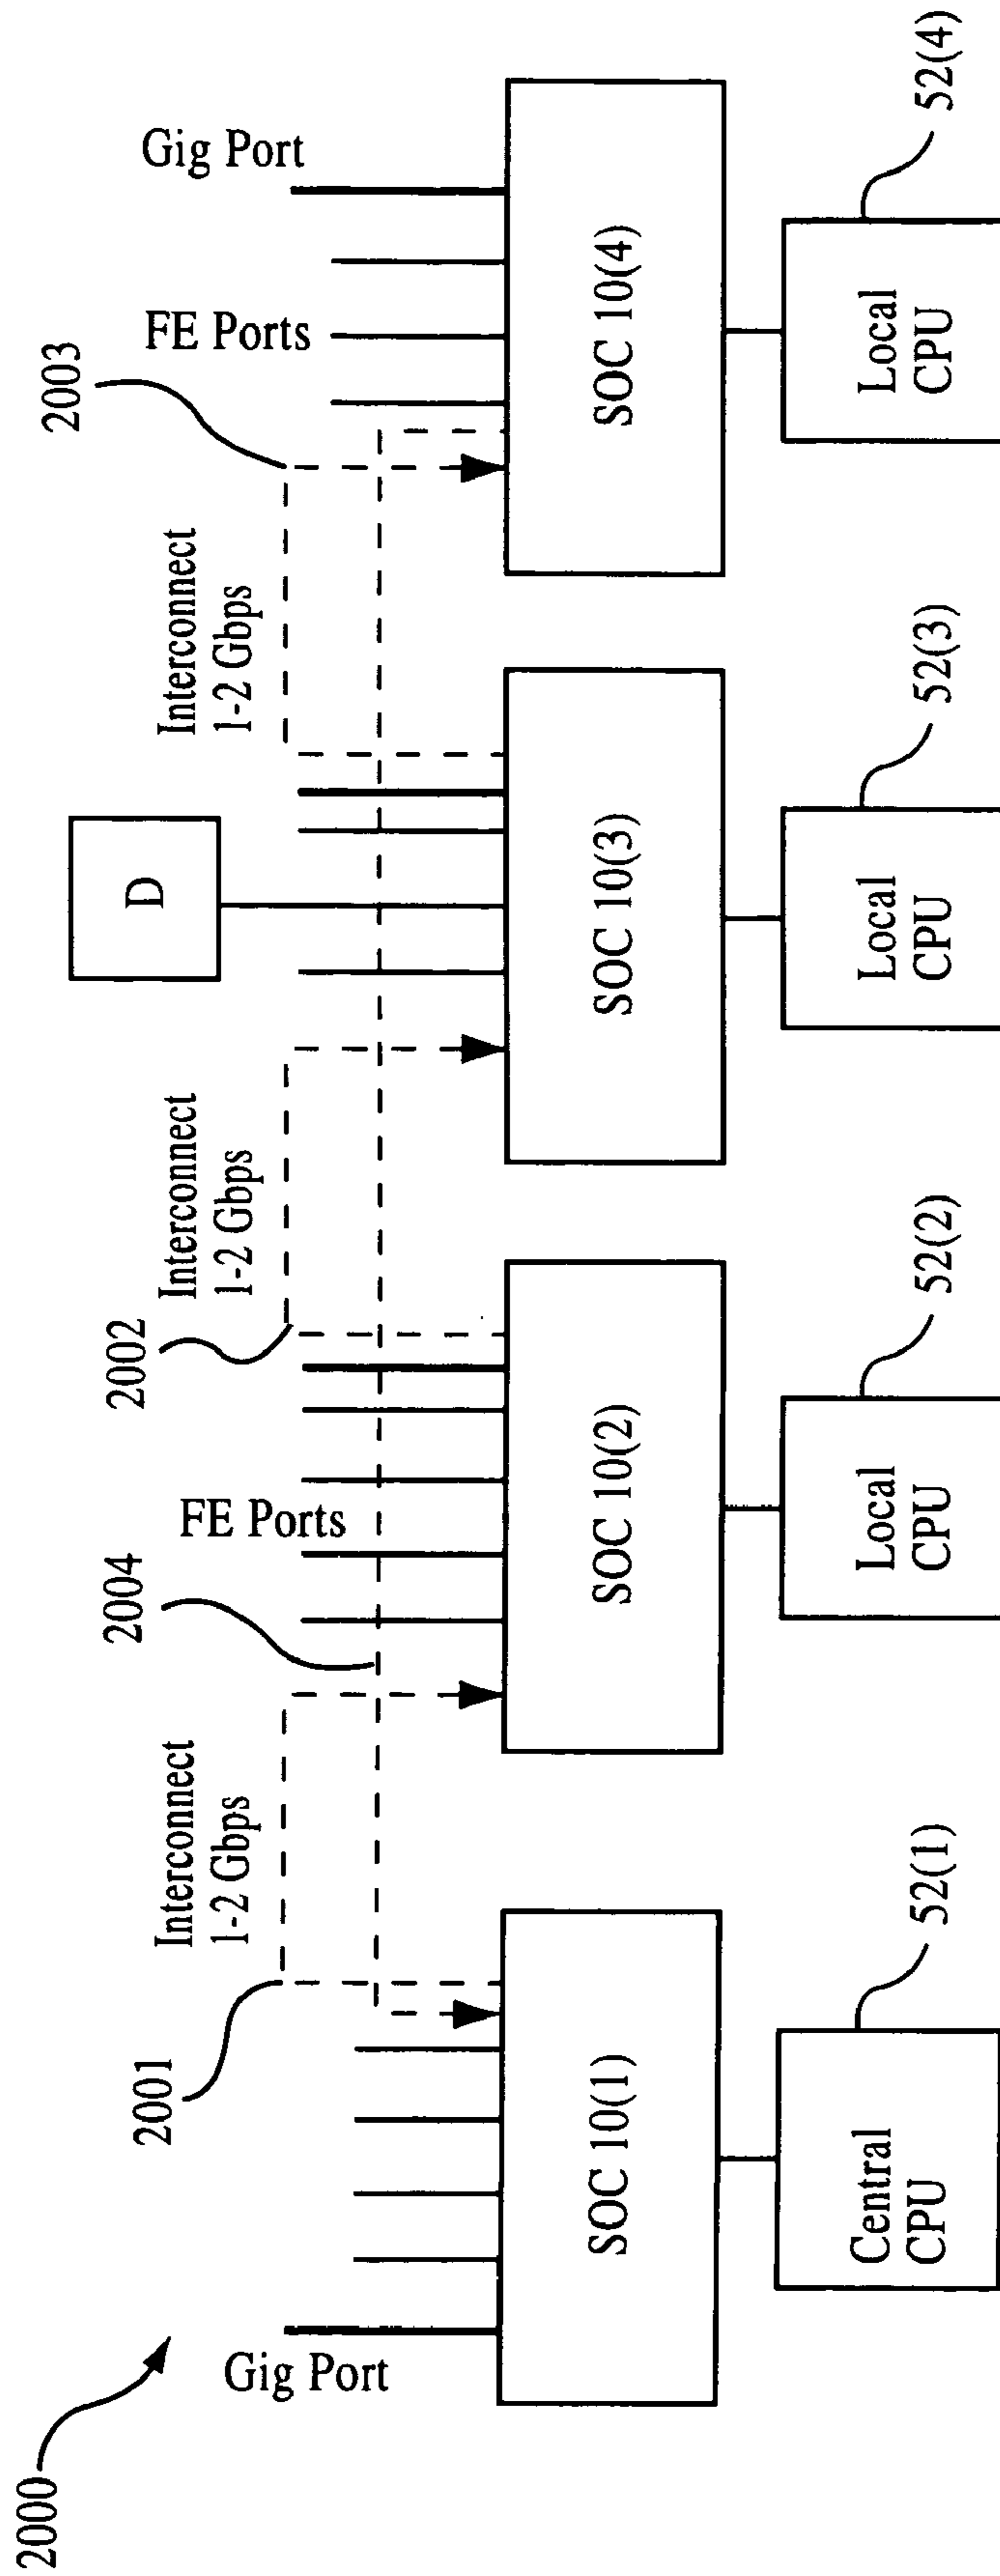 2000
Gig Port
2001
Interconnect
1-2 Gbps
2004
FE Ports
2002
Interconnect
1-2 Gbps
D
Interconnect
1-2 Gbps
2003
FE Ports
Gig Port
SOC 10(1)
SOC 10(2)
SOC 10(3)
SOC 10(4)
Central
CPU
52(1)
Local
CPU
52(2)
Local
CPU
52(3)
Local
CPU
52(4)